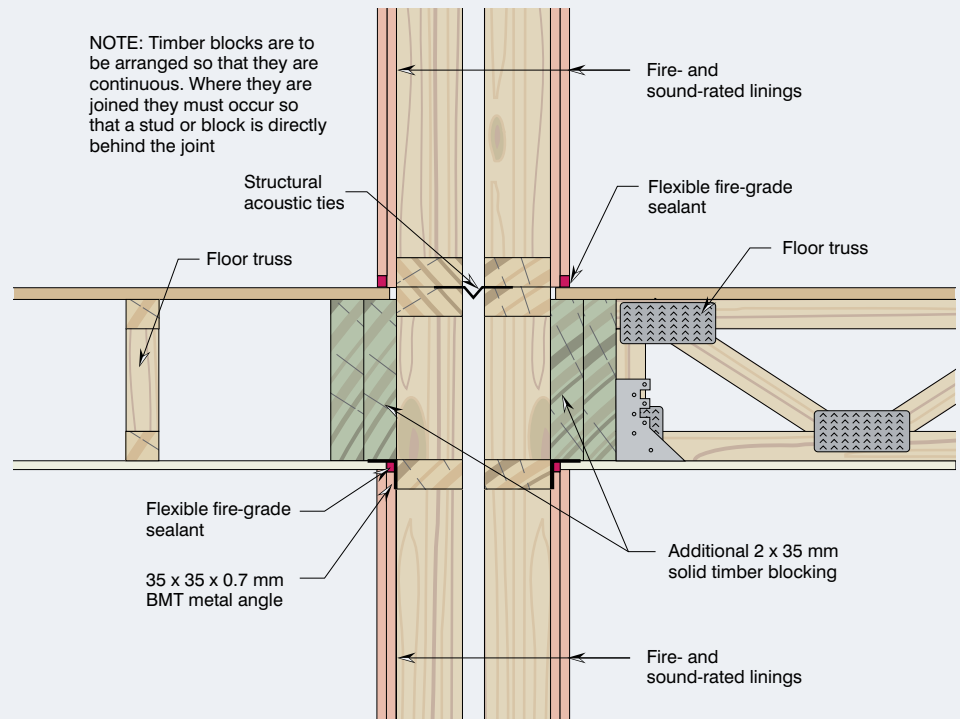 NOTE: Timber blocks are to
be arranged so that they are
continuous. Where they are
joined they must occur so
that a stud or block is directly
behind the joint
Fire- and
sound-rated linings
Structural
acoustic ties
Flexible fire-grade
sealant
Floor truss
Floor truss
Flexible fire-grade
sealant
35 x 35 x 0.7 mm
BMT metal angle
Additional 2 x 35 mm
solid timber blocking
Fire- and
sound-rated linings